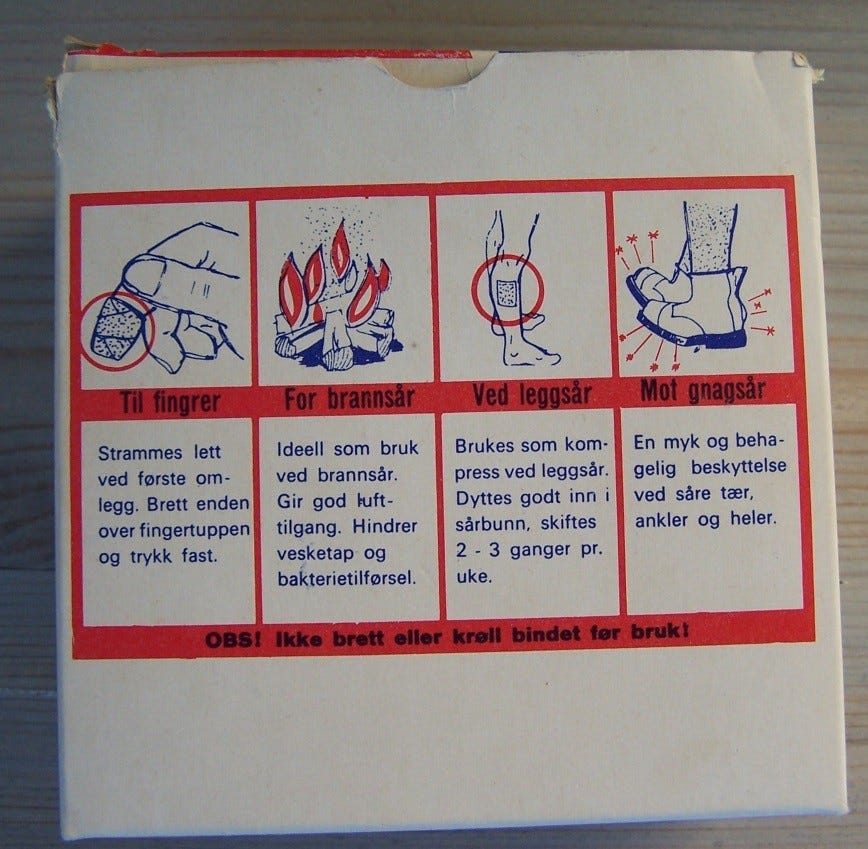 Til fingrer
Strammes lett
ved første om-
legg. Brett enden
over fingertuppen
og trykk fast.
For brannsår
Ideell som bruk
ved brannsår.
Gir god luft-
tilgang. Hindrer
vesketap og
bakterietilførsel.
Ved leggsår
Brukes som kom-
press ved leggsår.
Dyttes godt inn i
sårbunn, skiftes
2 - 3 ganger pr.
uke.
Mot gnagsår
En myk og beha-
gelig beskyttelse
ved såre tær,
ankler og heler.
OBS! Ikke brett eller krøll bindet før bruk!